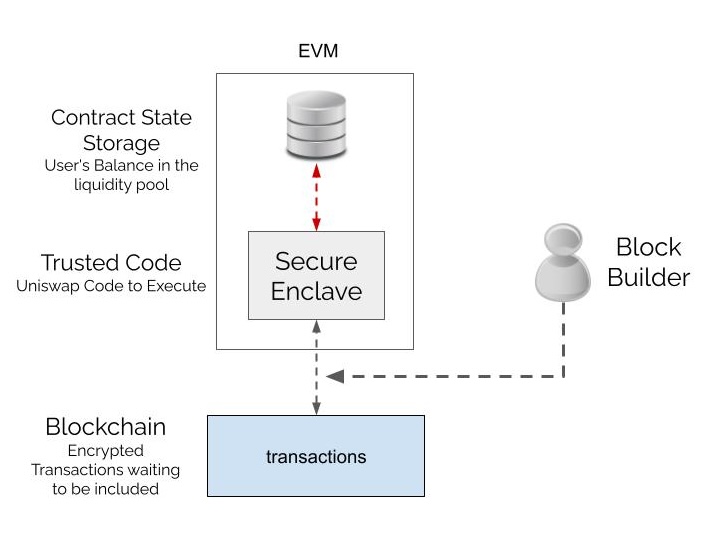 EVM
Contract State
Storage
User's Balance in the
liquidity pool
Trusted Code
Uniswap Code to Execute
Secure
Enclave
Block
Builder
Blockchain
Encrypted
Transactions waiting
to be included
transactions